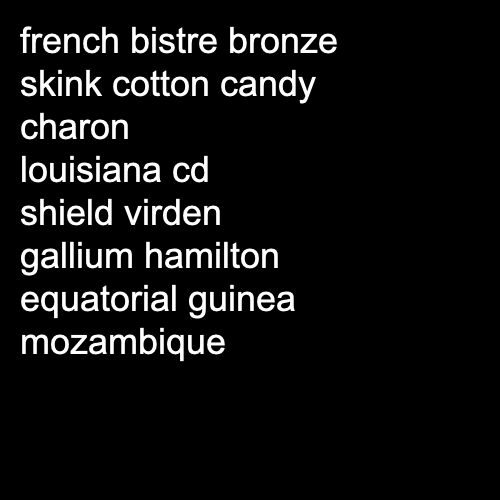 french bistre bronze
skink cotton candy
charon
louisiana cd
shield virden
gallium hamilton
equatorial guinea
mozambique